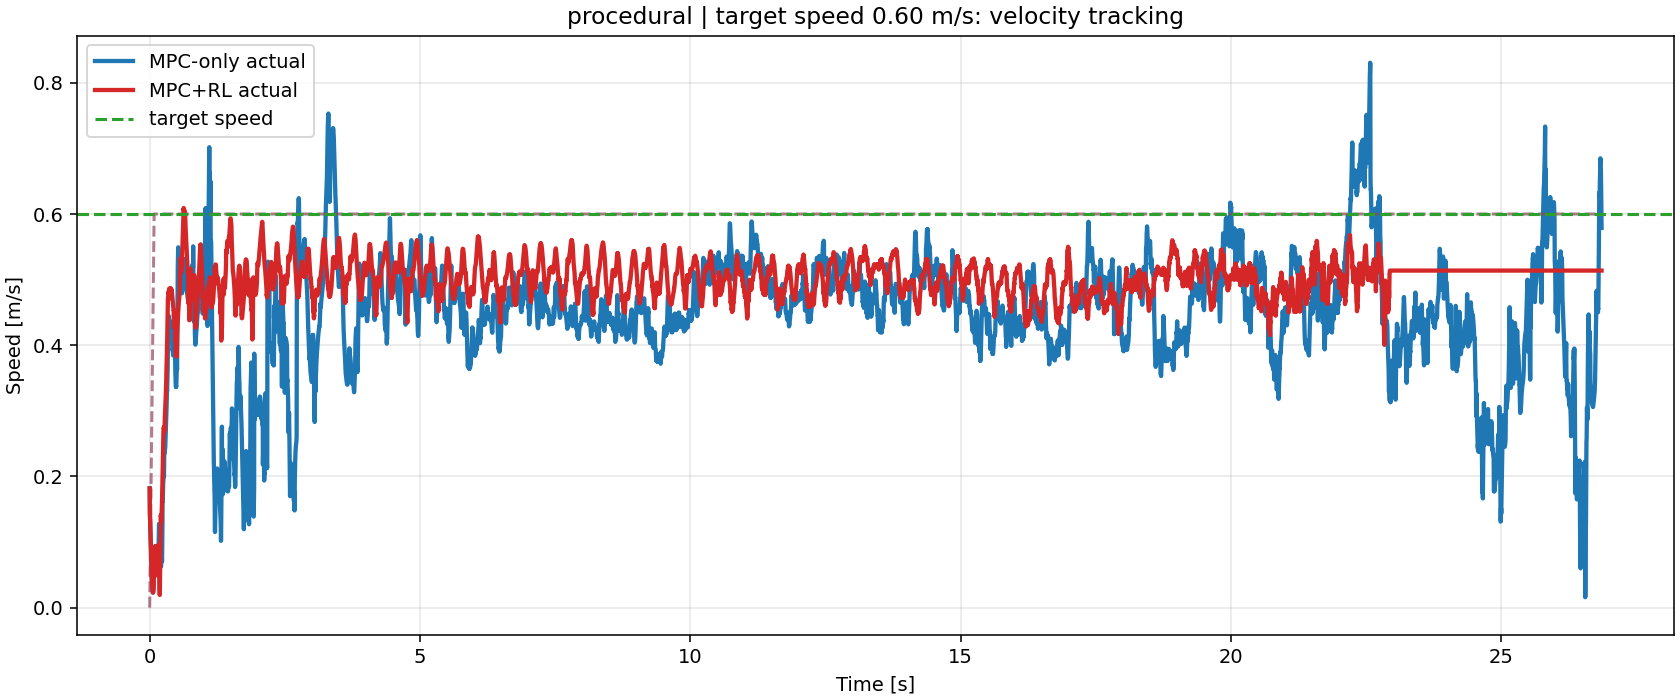 procedural | target speed 0.60 m/s: velocity tracking
MPC-only actual
MPC+RL actual
target speed
Speed [m/s]
0.8
0.6
0.4
0.2
0.0
0 5 10 15 20 25
Time [s]